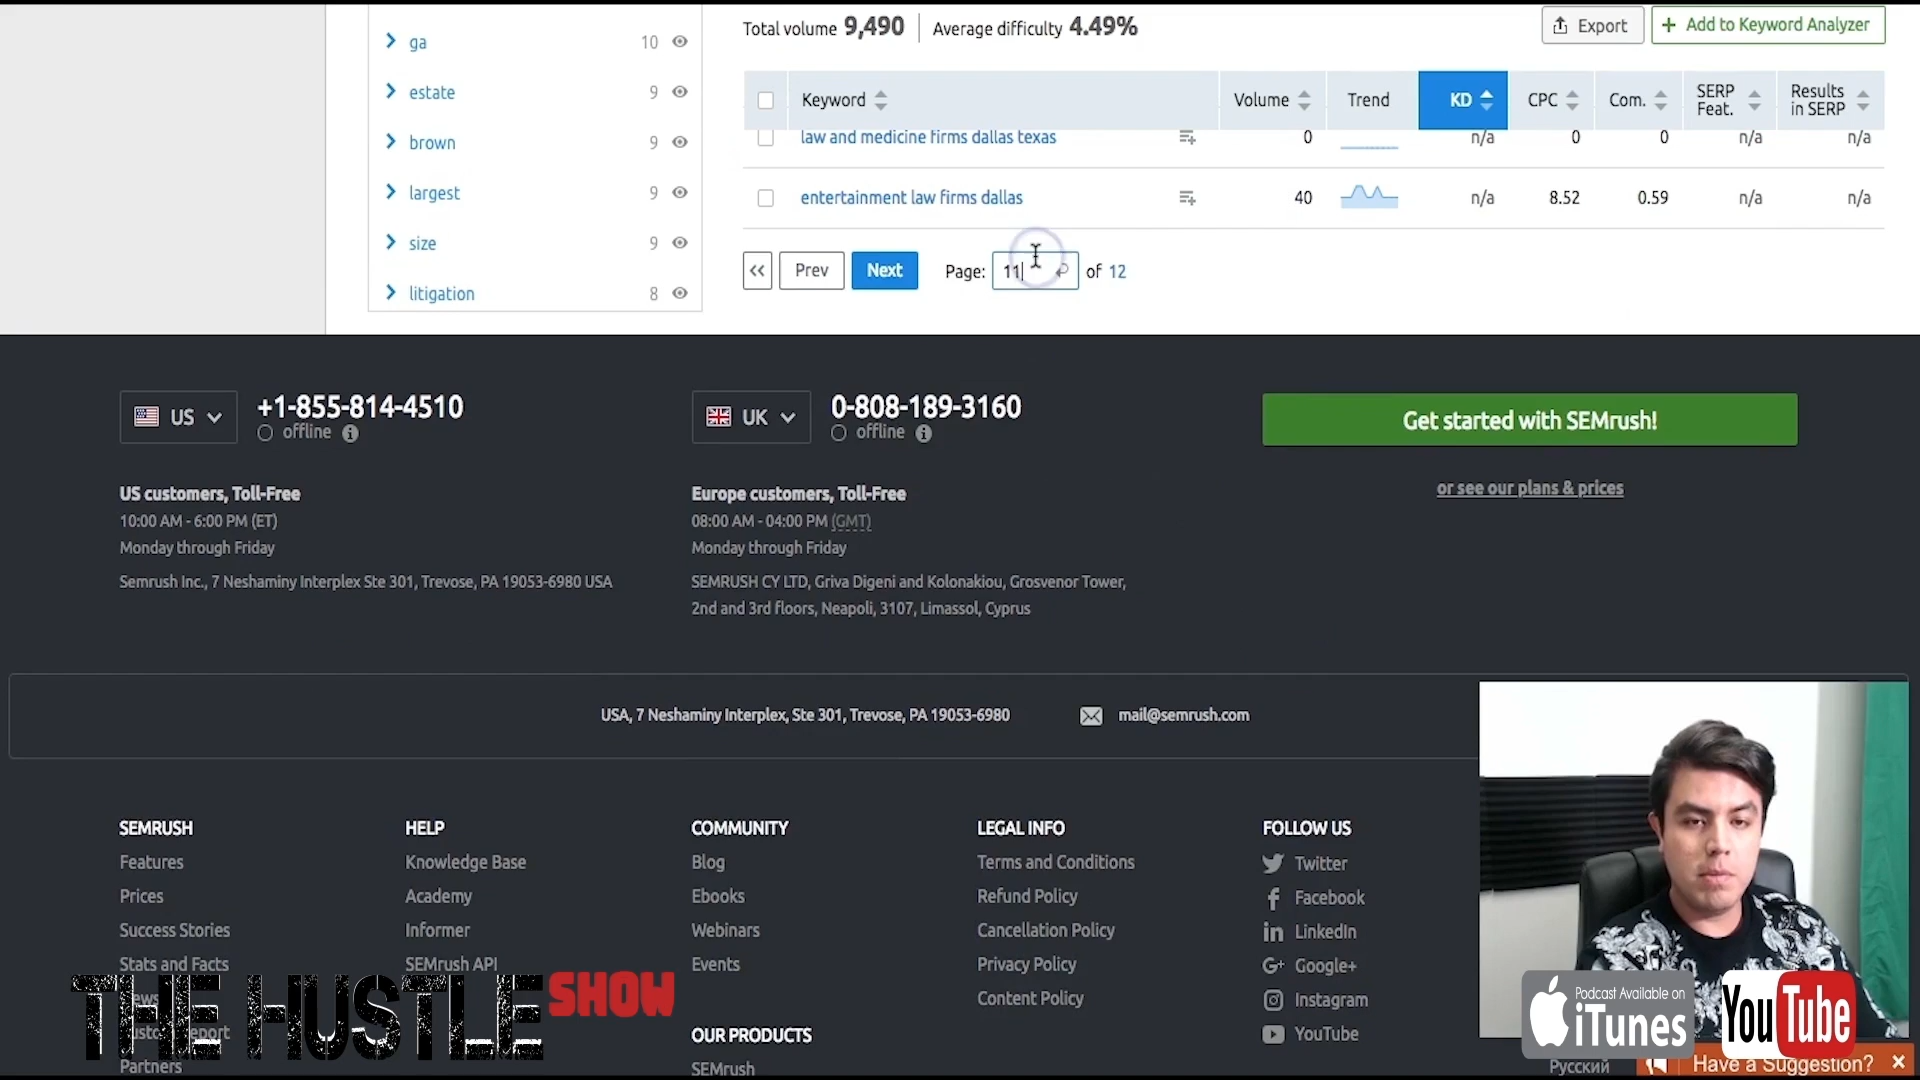 Total volume 9,490 Average difficulty 4.49%
Export
+ Add to Keyword Analyzer
ga 10
estate 9
brown 9
largest 9
size 9
litigation 8
Keyword Volume Trend KD CPC Com. SERP Feat. Results in SERP
law and medicine firms dallas texas 0 n/a 0 0 n/a n/a
entertainment law firms dallas 40 n/a 8.52 0.59 n/a n/a
<< Prev Next Page: 11 of 12
US +1-855-814-4510
offline
US customers, Toll-Free
10:00 AM - 6:00 PM (ET)
Monday through Friday
Semrush Inc., 7 Neshaminy Interplex Ste 301, Trevose, PA 19053-6980 USA
UK 0-808-189-3160
offline
Europe customers, Toll-Free
08:00 AM - 04:00 PM (GMT)
Monday through Friday
SEMRUSH CY LTD, Griva Digeni and Kolonakiou, Grosvenor Tower,
2nd and 3rd floors, Neapoli, 3107, Limassol, Cyprus
Get started with SEMrush!
or see our plans & prices
USA, 7 Neshaminy Interplex, Ste 301, Trevose, PA 19053-6980
mail@semrush.com
SEMRUSH
Features
Prices
Success Stories
Stats and Facts
Partners
HELP
Knowledge Base
Academy
Informer
SEMrush API
COMMUNITY
Blog
Ebooks
Webinars
Events
OUR PRODUCTS
SEMrush
LEGAL INFO
Terms and Conditions
Refund Policy
Cancellation Policy
Privacy Policy
Content Policy
FOLLOW US
Twitter
Facebook
LinkedIn
Google+
Instagram
YouTube
THE HUSTLE SHOW
Podcast Available on
iTunes
YouTube
Русский
Have a Suggestion?